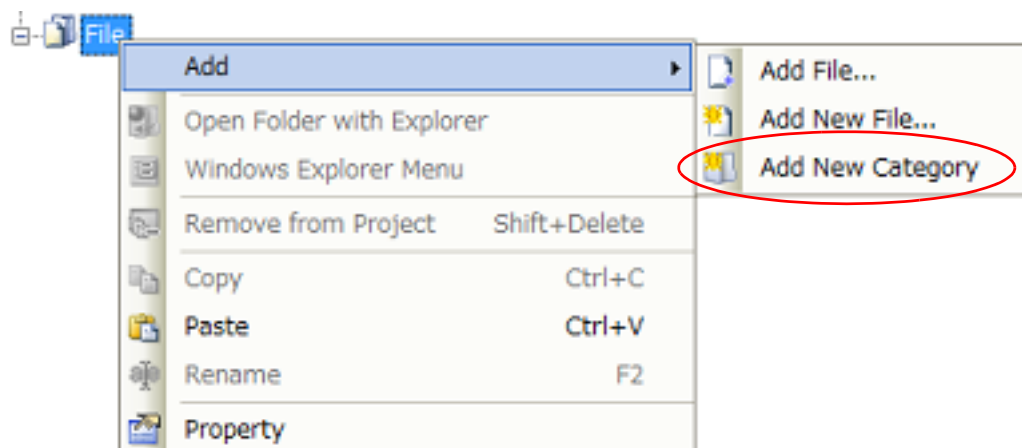 File
Add
Add File...
Add New File...
Add New Category
Open Folder with Explorer
Windows Explorer Menu
Remove from Project Shift+Delete
Copy Ctrl+C
Paste Ctrl+V
Rename F2
Property